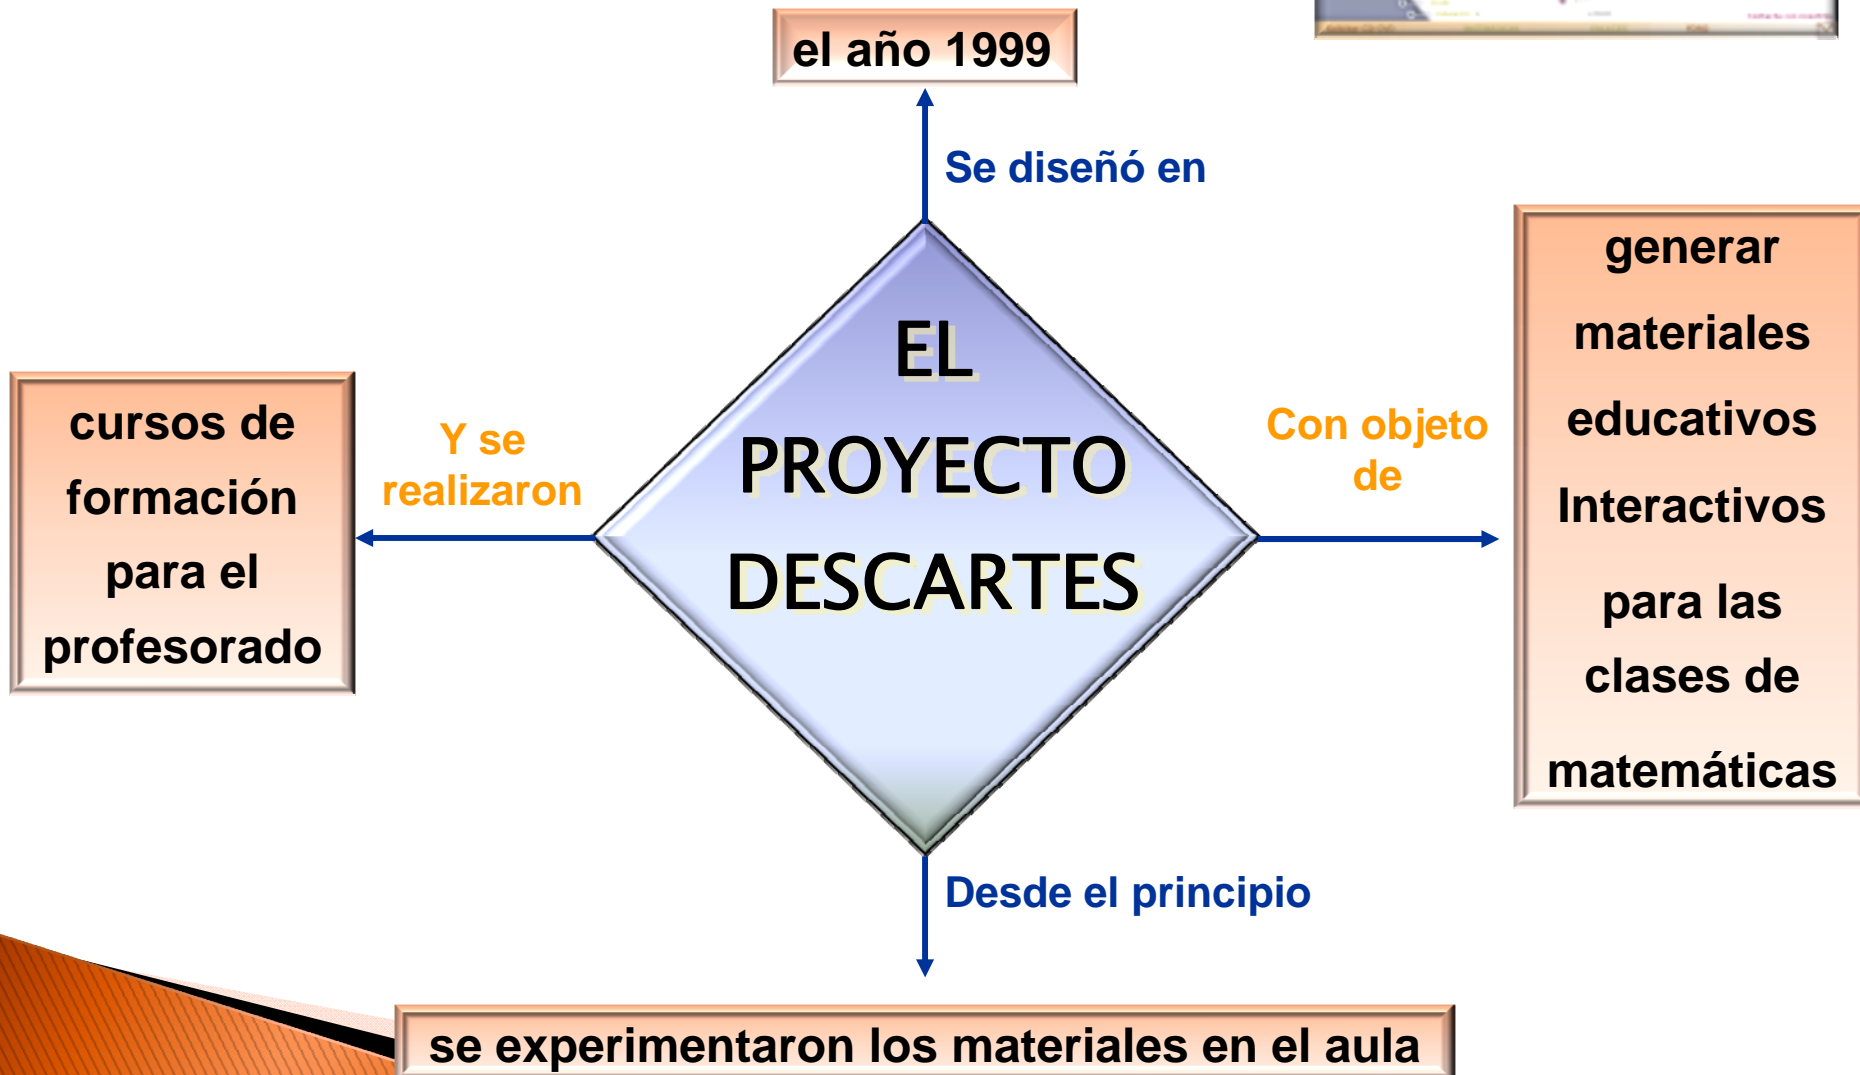 el año 1999
Se diseñó en
EL
PROYECTO
DESCARTES
Con objeto
de
generar
materiales
educativos
Interactivos
para las
clases de
matemáticas
Desde el principio
se experimentaron los materiales en el aula
Y se
realizaron
cursos de
formación
para el
profesorado